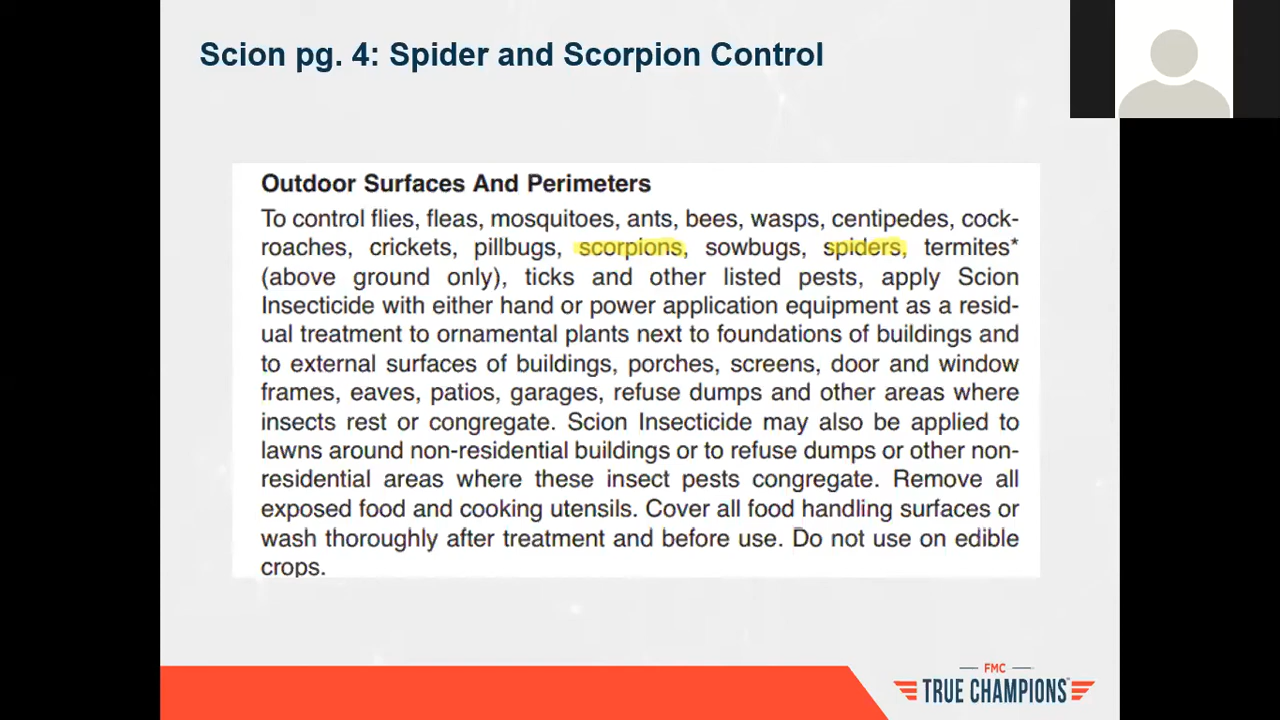 Scion pg. 4: Spider and Scorpion Control
Outdoor Surfaces And Perimeters
To control flies, fleas, mosquitoes, ants, bees, wasps, centipedes, cock-
roaches, crickets, pillbugs, scorpions, sowbugs, spiders, termites*
(above ground only), ticks and other listed pests, apply Scion
Insecticide with either hand or power application equipment as a resid-
ual treatment to ornamental plants next to foundations of buildings and
to external surfaces of buildings, porches, screens, door and window
frames, eaves, patios, garages, refuse dumps and other areas where
insects rest or congregate. Scion Insecticide may also be applied to
lawns around non-residential buildings or to refuse dumps or other non-
residential areas where these insect pests congregate. Remove all
exposed food and cooking utensils. Cover all food handling surfaces or
wash thoroughly after treatment and before use. Do not use on edible
crops.
FMC
TRUE CHAMPIONS